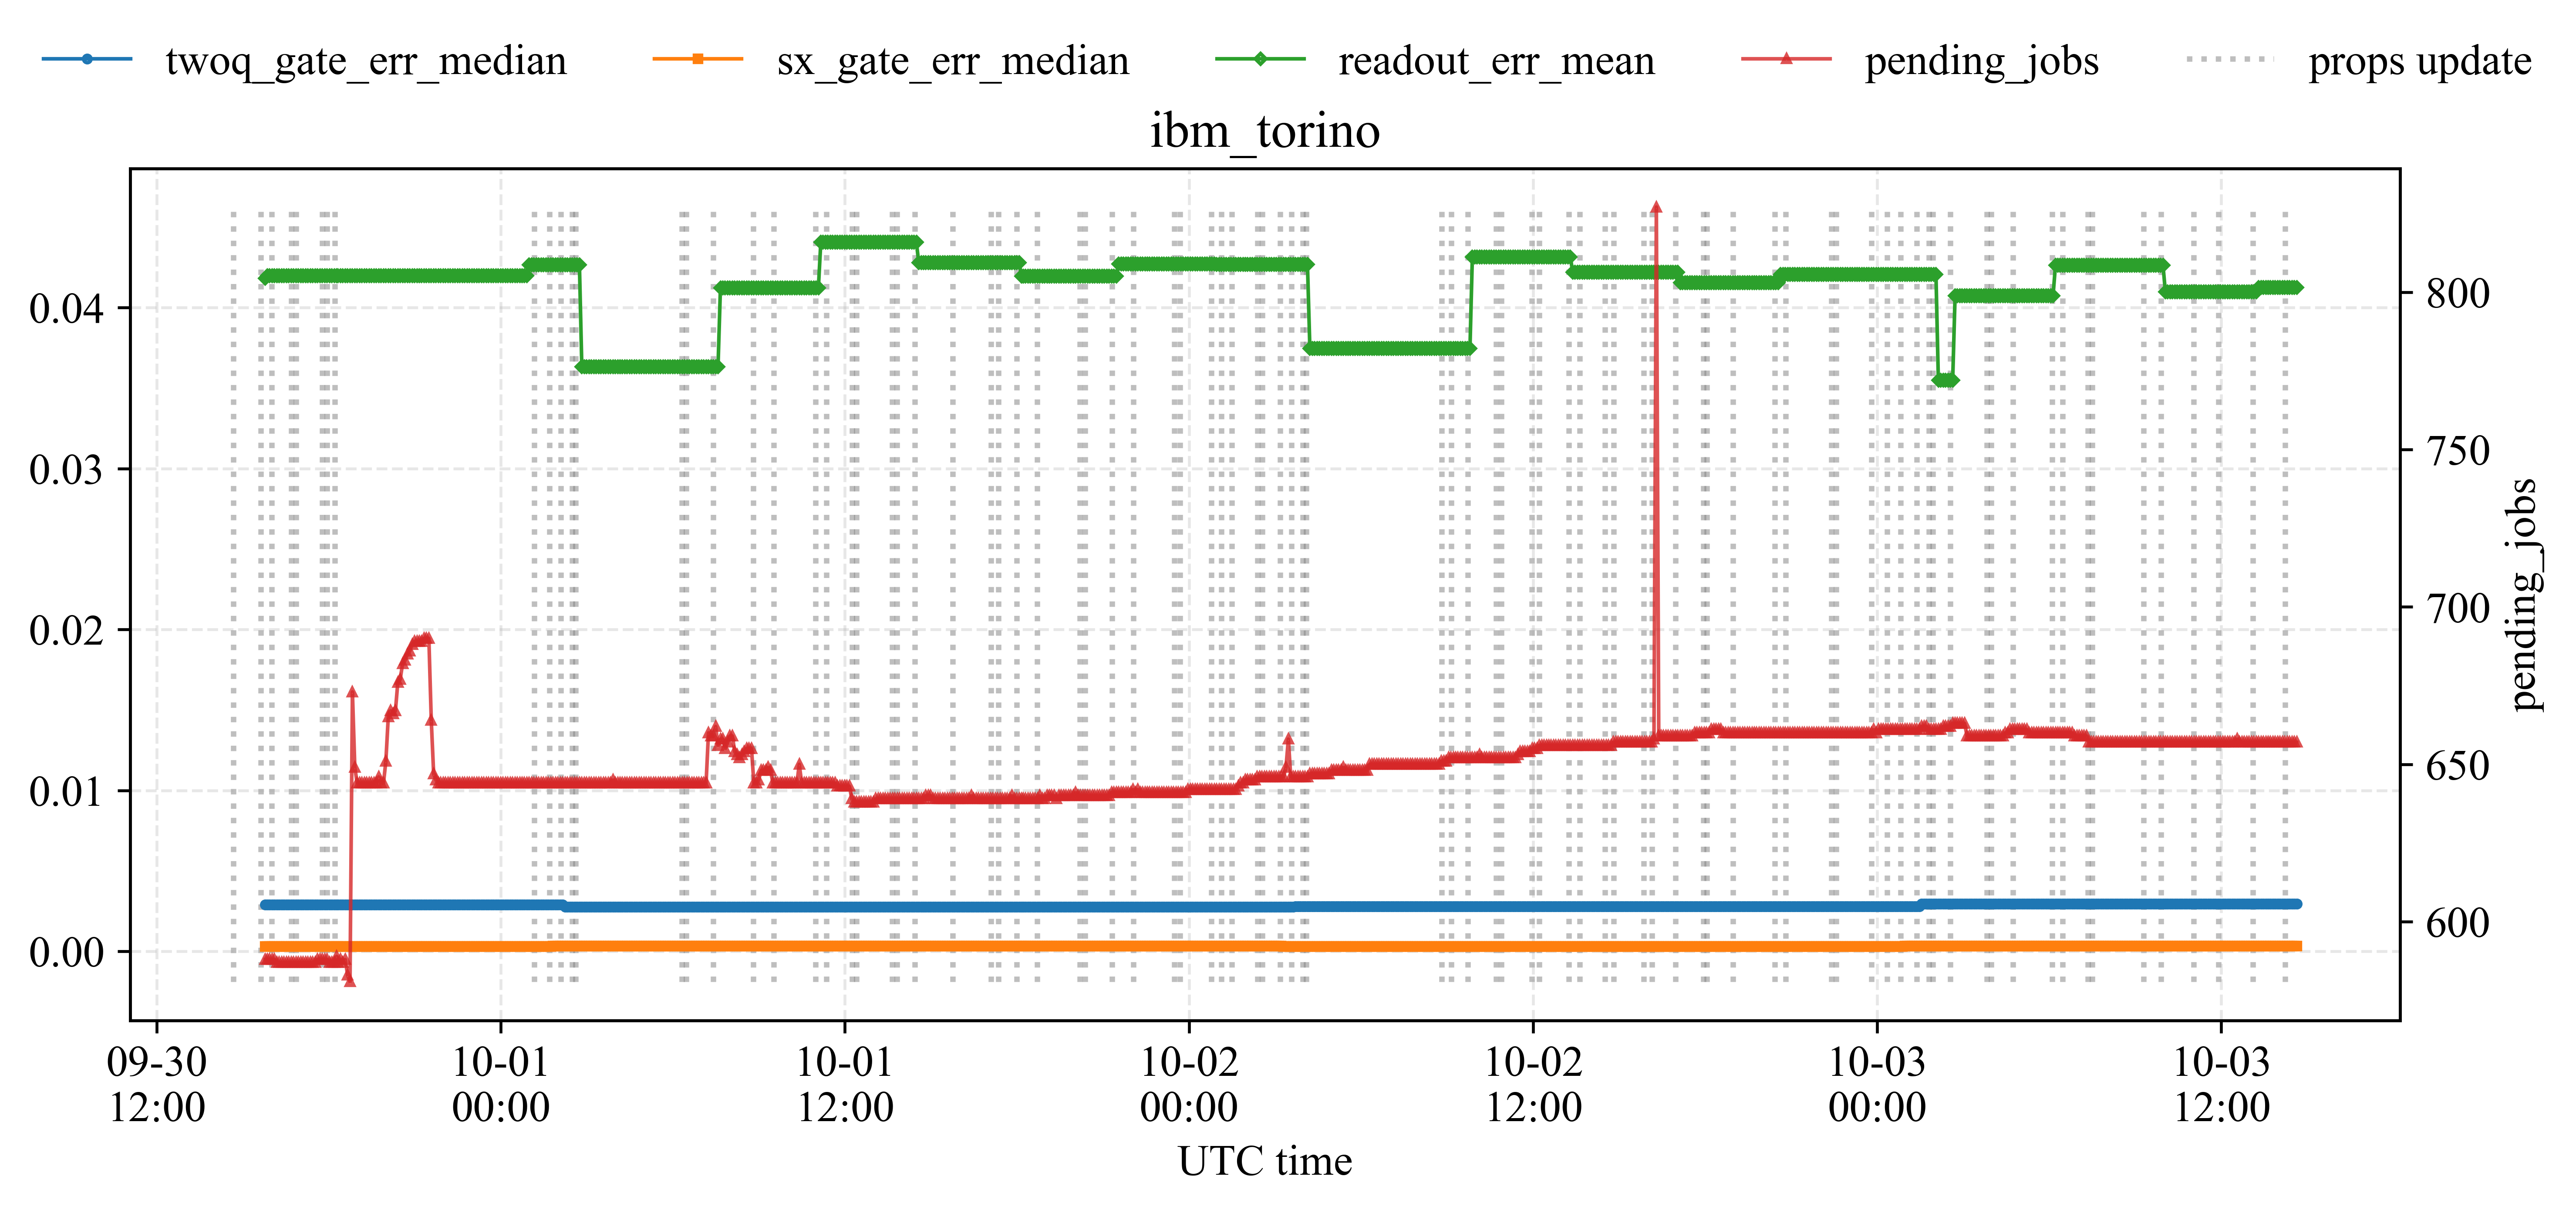 twoq_gate_err_median sx_gate_err_median readout_err_mean pending_jobs props update
ibm_torino
0.04
0.03
0.02
0.01
0.00
800
750
700
650
600
pending_jobs
09-30 10-01 10-01 10-02 10-02 10-03 10-03
12:00 00:00 12:00 00:00 12:00 00:00 12:00
UTC time